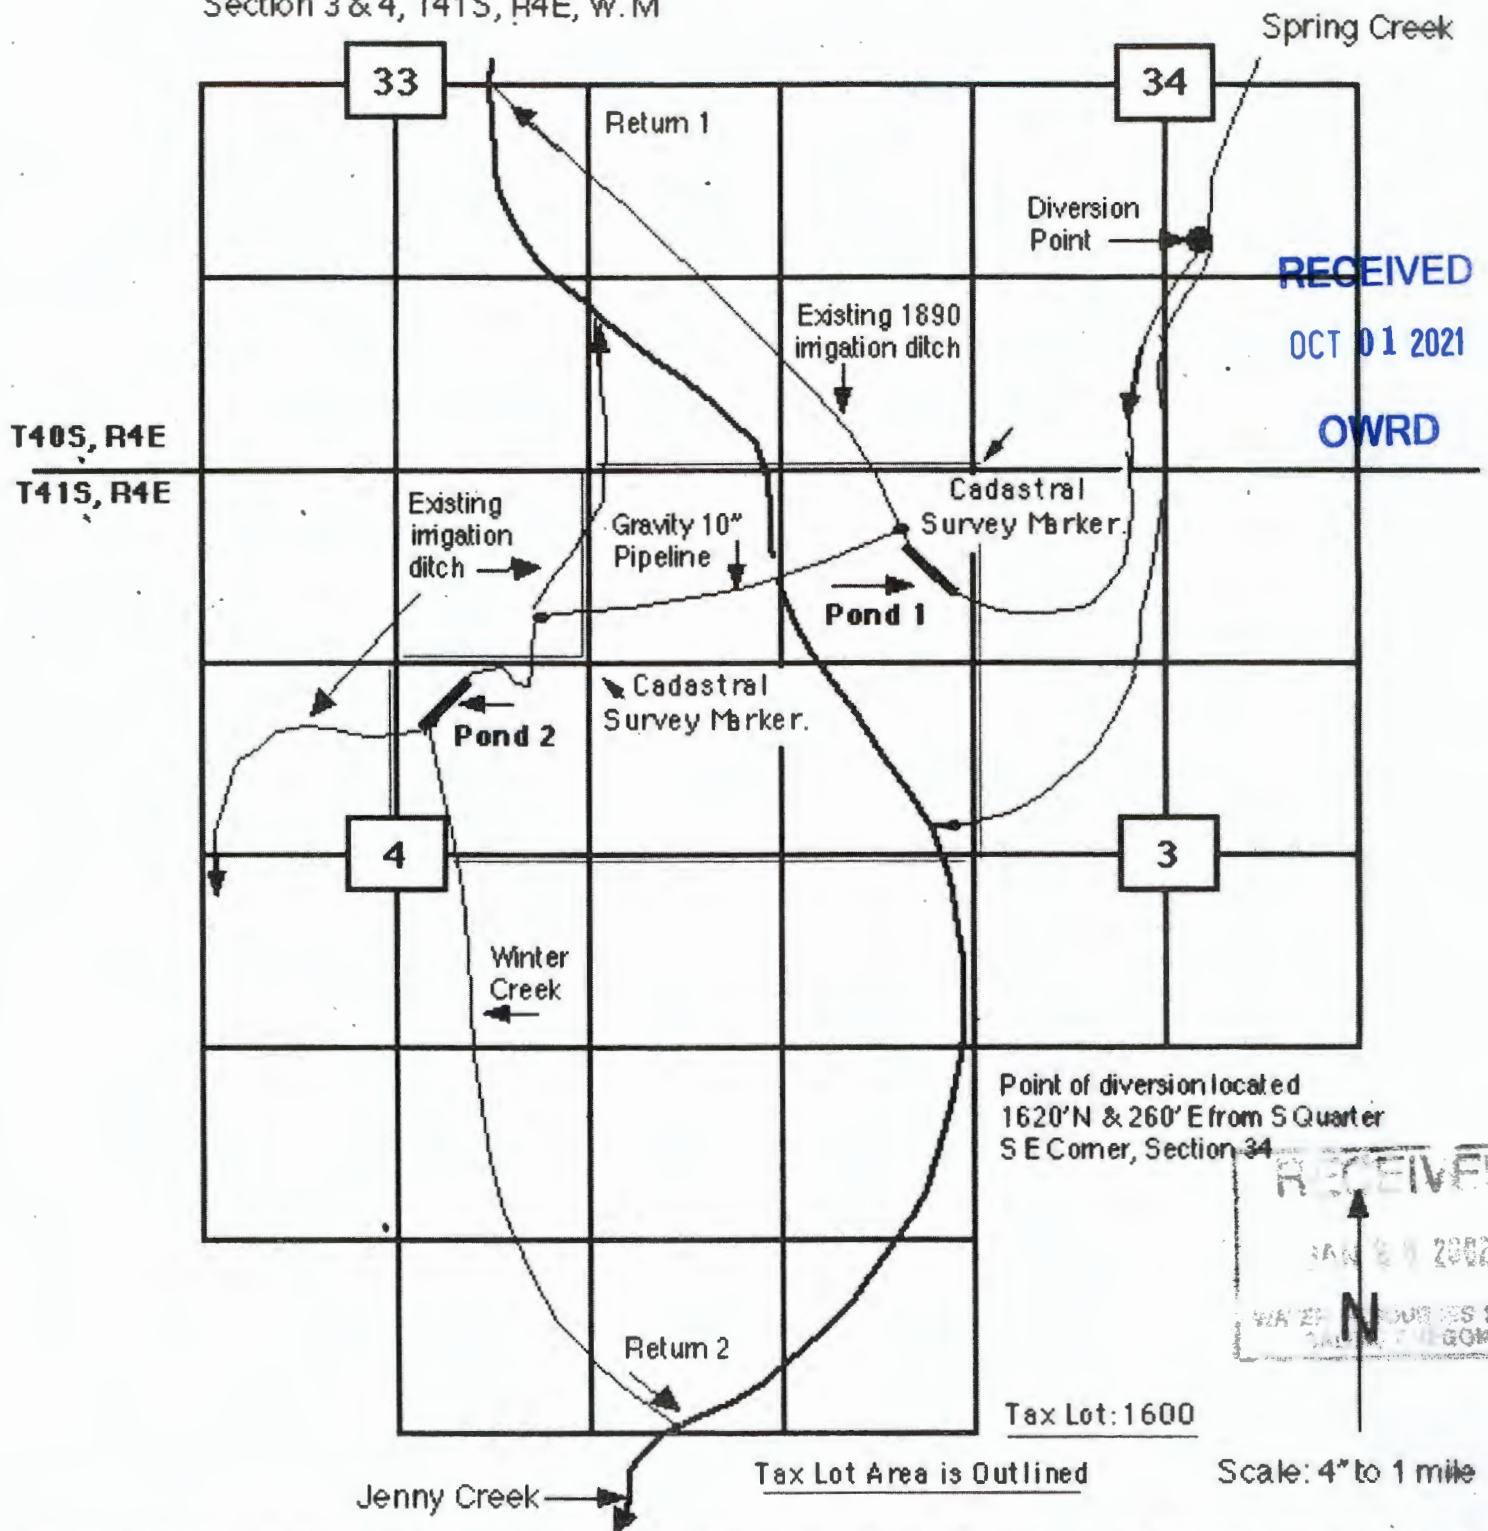 Section 3 & 4, T41S, R4E, W.M
Spring Creek
33
34
Return 1
Diversion
Point
RECEIVED
OCT 01 2021
OWRD
Existing 1890
irrigation ditch
T40S, R4E
T41S, R4E
Cadastral
Survey Marker.
Existing
irrigation
ditch
Gravity 10"
Pipeline
Pond 1
Cadastral
Survey Marker.
Pond 2
4
3
Winter
Creek
Point of diversion located
1620'N & 260' E from S Quarter
S E Corner, Section 34
RECEIVE
JAN 2002
N
Return 2
Tax Lot: 1600
Tax Lot Area is Outlined
Scale: 4" to 1 mile
Jenny Creek